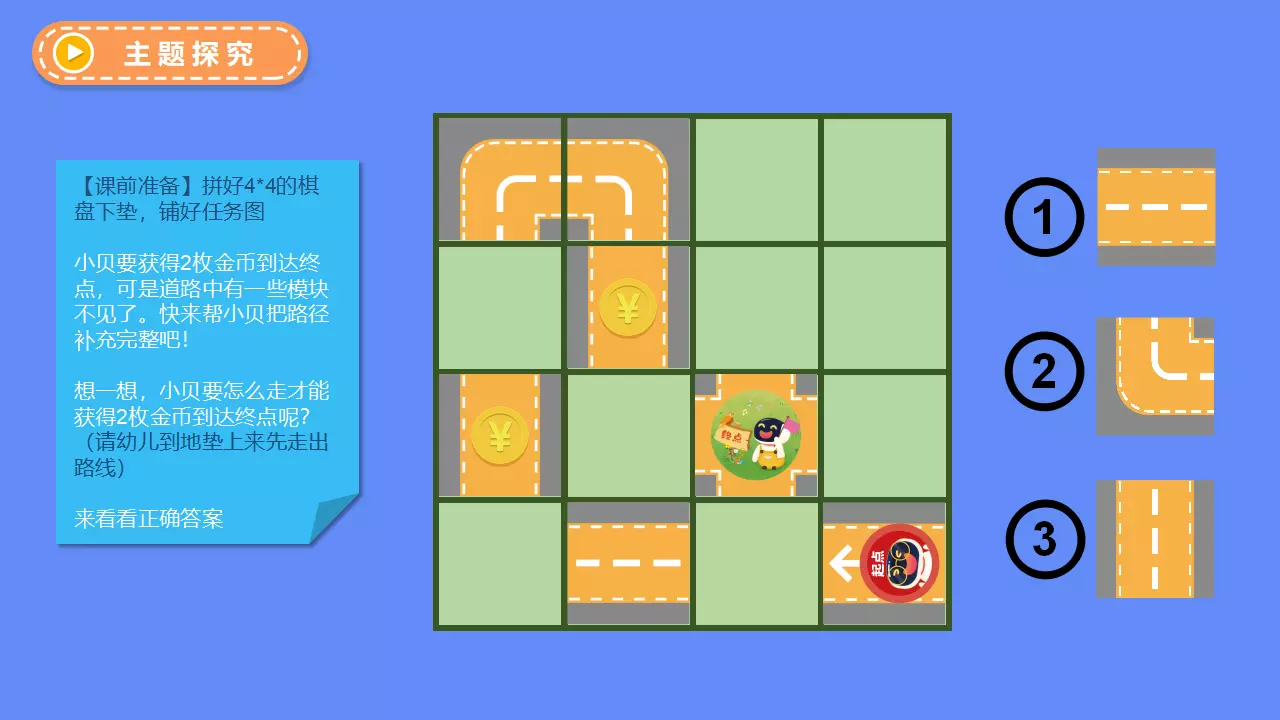 主题探究
【课前准备】拼好4*4的棋
盘下垫，铺好任务图
小贝要获得2枚金币到达终
点，可是道路中有一些模块
不见了。快来帮小贝把路径
补充完整吧！
想一想，小贝要怎么走才能
获得2枚金币到达终点呢？
（请幼儿到地垫上来先走出
路线）
来看看正确答案
¥
¥
终点
起点
1
2
3